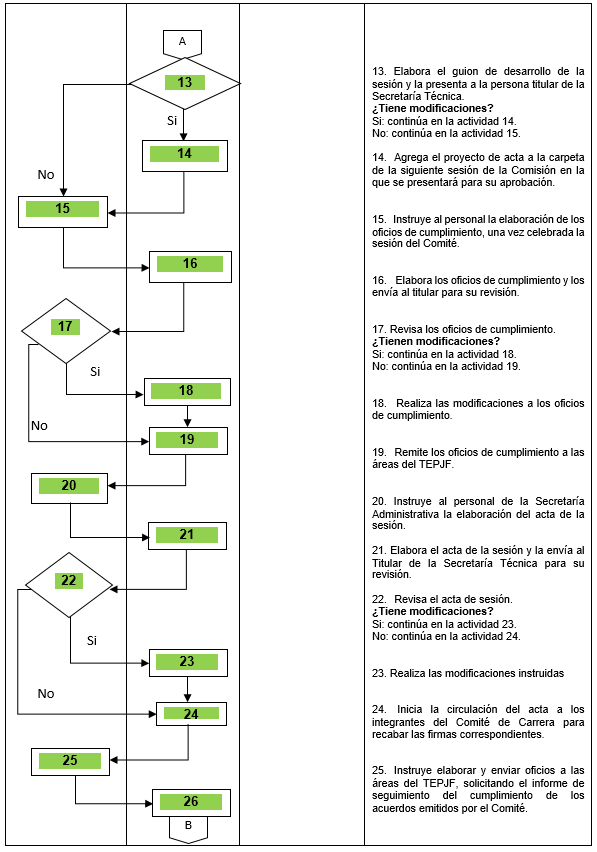 A
13
Si
14
No
15
16
17
Si
18
No
19
20
21
22
Si
23
No
24
25
26
B
13. Elabora el guion de desarrollo de la
sesión y la presenta a la persona titular de la
Secretaría Técnica.
¿Tiene modificaciones?
Si: continúa en la actividad 14.
No: continúa en la actividad 15.
14. Agrega el proyecto de acta a la carpeta
de la siguiente sesión de la Comisión en la
que se presentará para su aprobación.
15. Instruye al personal la elaboración de los
oficios de cumplimiento, una vez celebrada la
sesión del Comité.
16. Elabora los oficios de cumplimiento y los
envía al titular para su revisión.
17. Revisa los oficios de cumplimiento.
¿Tienen modificaciones?
Si: continúa en la actividad 18.
No: continúa en la actividad 19.
18. Realiza las modificaciones a los oficios
de cumplimiento.
19. Remite los oficios de cumplimiento a las
áreas del TEPJF.
20. Instruye al personal de la Secretaría
Administrativa la elaboración del acta de la
sesión.
21. Elabora el acta de la sesión y la envía al
Titular de la Secretaría Técnica para su
revisión.
22. Revisa el acta de sesión.
¿Tiene modificaciones?
Si: continúa en la actividad 23.
No: continúa en la actividad 24.
23. Realiza las modificaciones instruidas
24. Inicia la circulación del acta a los
integrantes del Comité de Carrera para
recabar las firmas correspondientes.
25. Instruye elaborar y enviar oficios a las
áreas del TEPJF, solicitando el informe de
seguimiento del cumplimiento de los
acuerdos emitidos por el Comité.